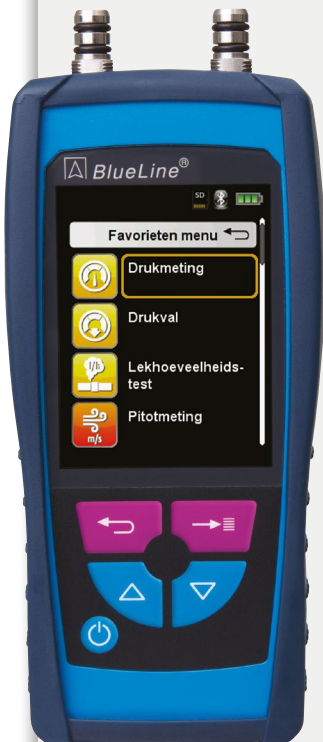 BlueLine®
SD
Favorieten menu
Drukmeting
Drukval
l/h
Lekhoeveelheids-
test
Pitotmeting
m/s